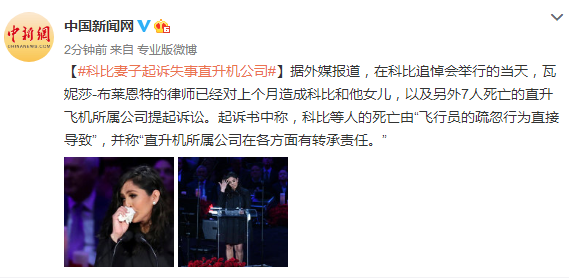 中国新闻网
中新網
CHINANEWS.COM
2分钟前 来自 专业版微博
【#科比妻子起诉失事直升机公司#】据外媒报道，在科比追悼会举行的当天，瓦
妮莎-布莱恩特的律师已经对上个月造成科比和他女儿，以及另外7人死亡的直升
飞机所属公司提起诉讼。起诉书中称，科比等人的死亡由“飞行员的疏忽行为直接
导致”，并称“直升机所属公司在各方面有转承责任。”